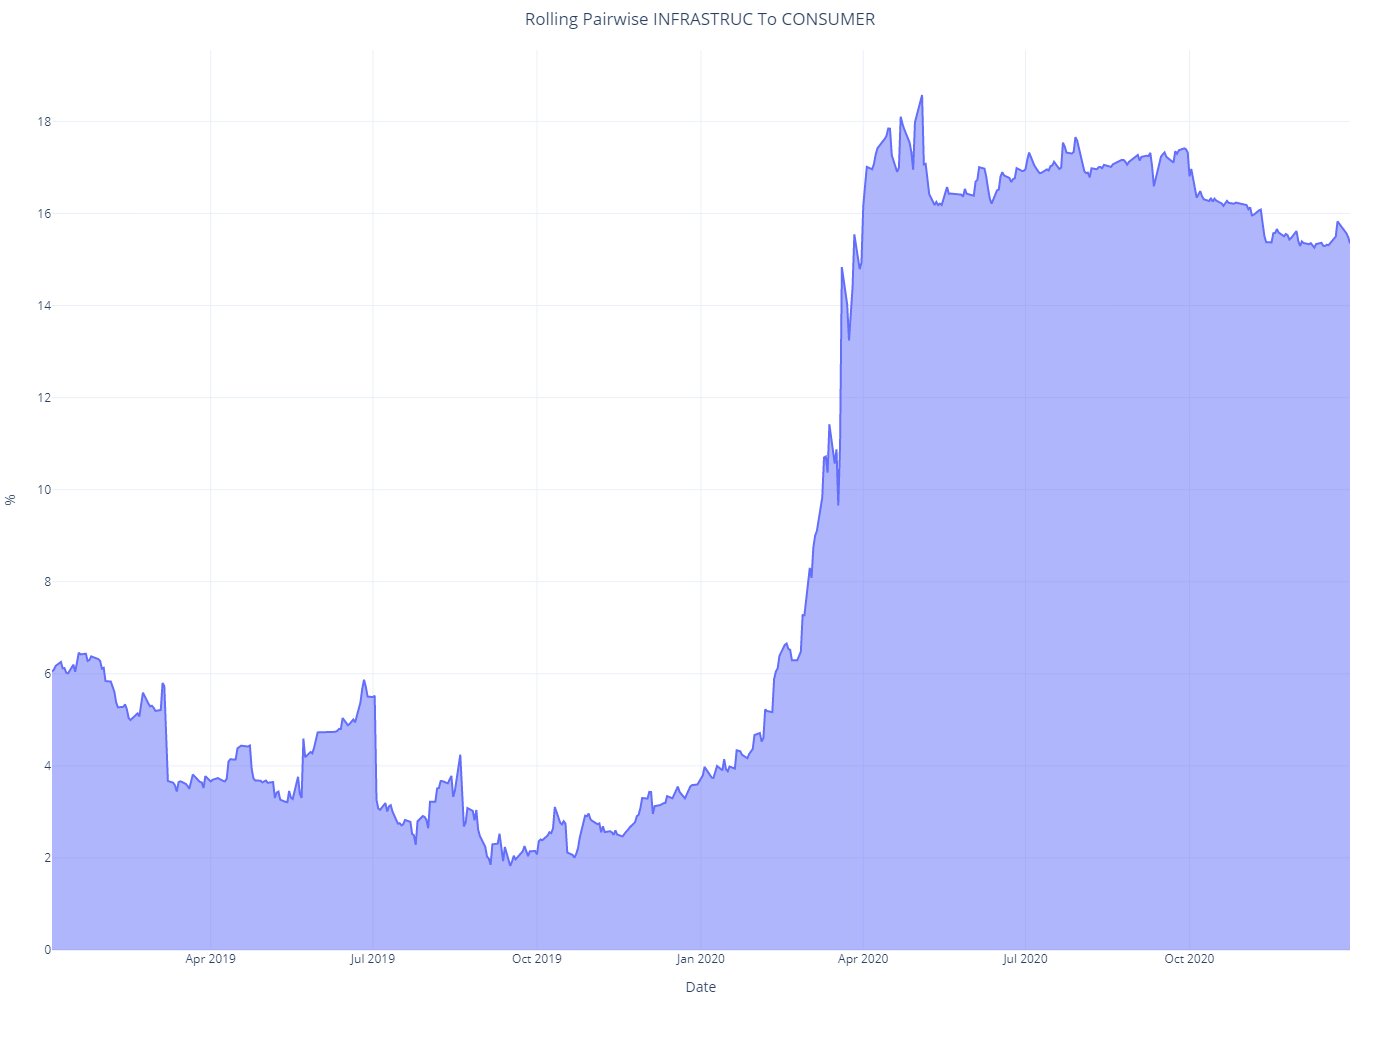 Rolling Pairwise INFRASTRUC To CONSUMER
18
16
14
12
10
8
6
4
2
0
%
Apr 2019
Jul 2019
Oct 2019
Jan 2020
Apr 2020
Jul 2020
Oct 2020
Date